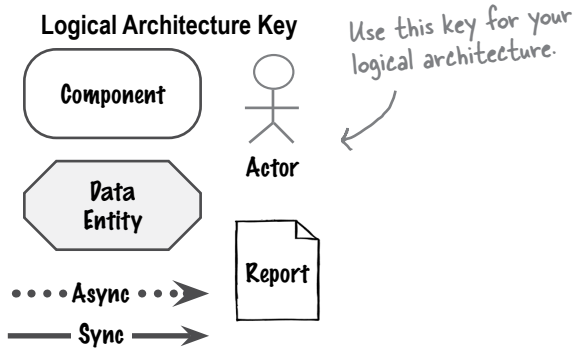 Logical Architecture Key
Use this key for your
logical architecture.
Component
Actor
Data
Entity
Report
Async
Sync